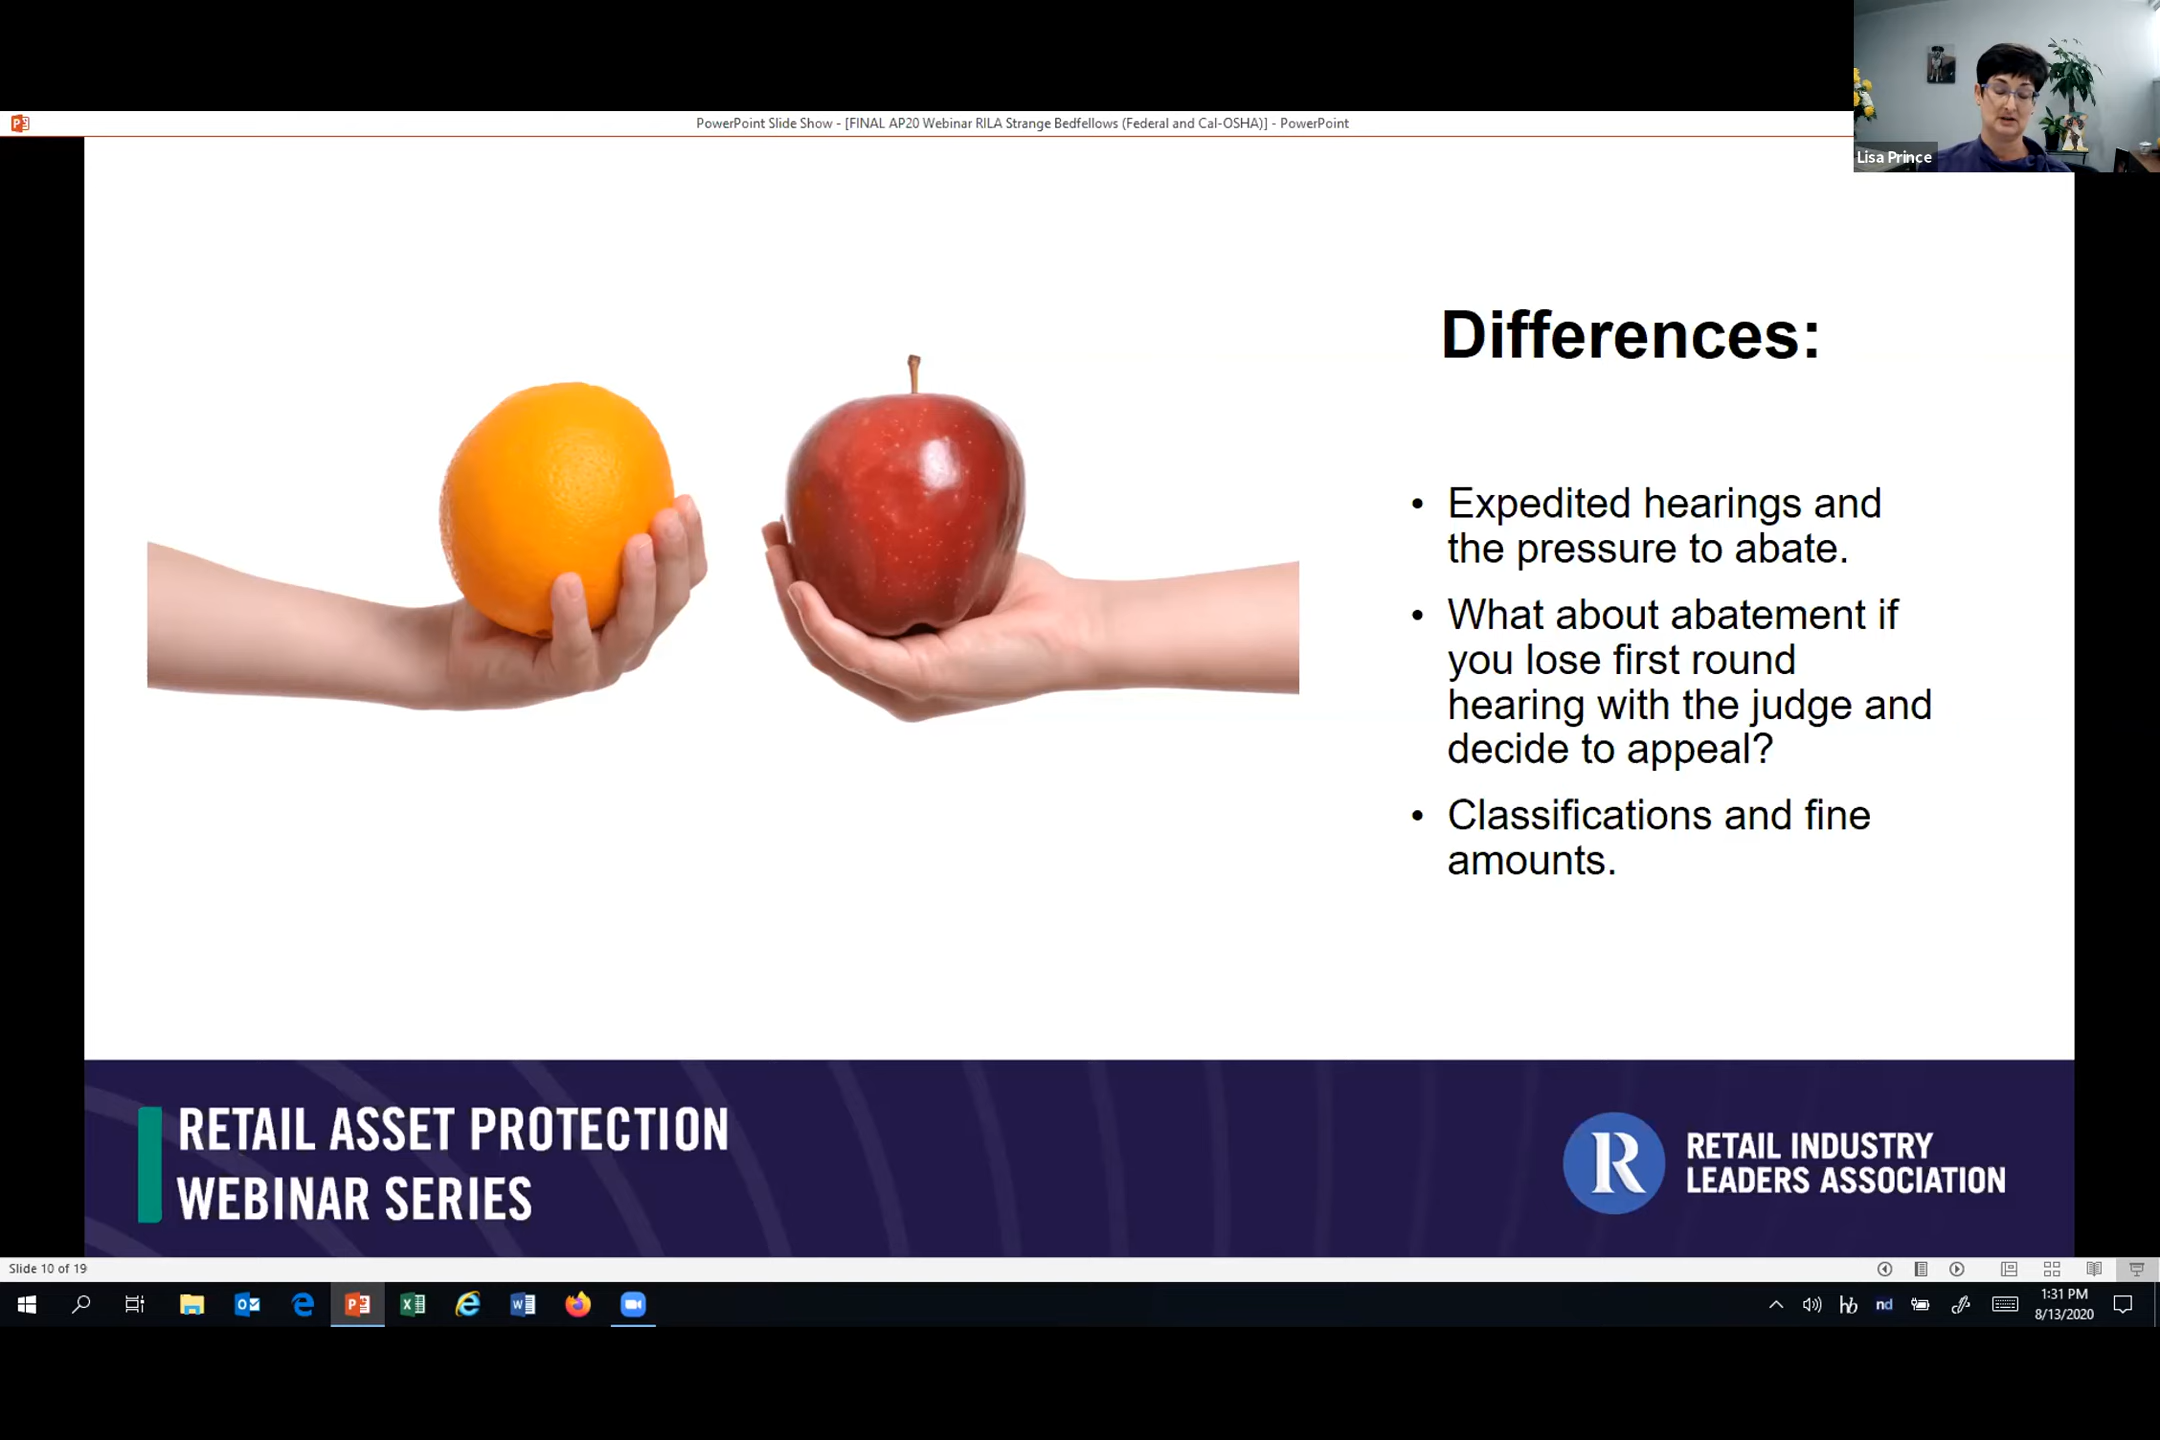 PowerPoint Slide Show - [FINAL AP20 Webinar RILA Strange Bedfellows (Federal and Cal-OSHA)] - PowerPoint
Lisa Prince
Differences:
• Expedited hearings and
the pressure to abate.
• What about abatement if
you lose first round
hearing with the judge and
decide to appeal?
• Classifications and fine
amounts.
RETAIL ASSET PROTECTION
WEBINAR SERIES
R
RETAIL INDUSTRY
LEADERS ASSOCIATION
Slide 10 of 19
hb
nd
1:31 PM
8/13/2020